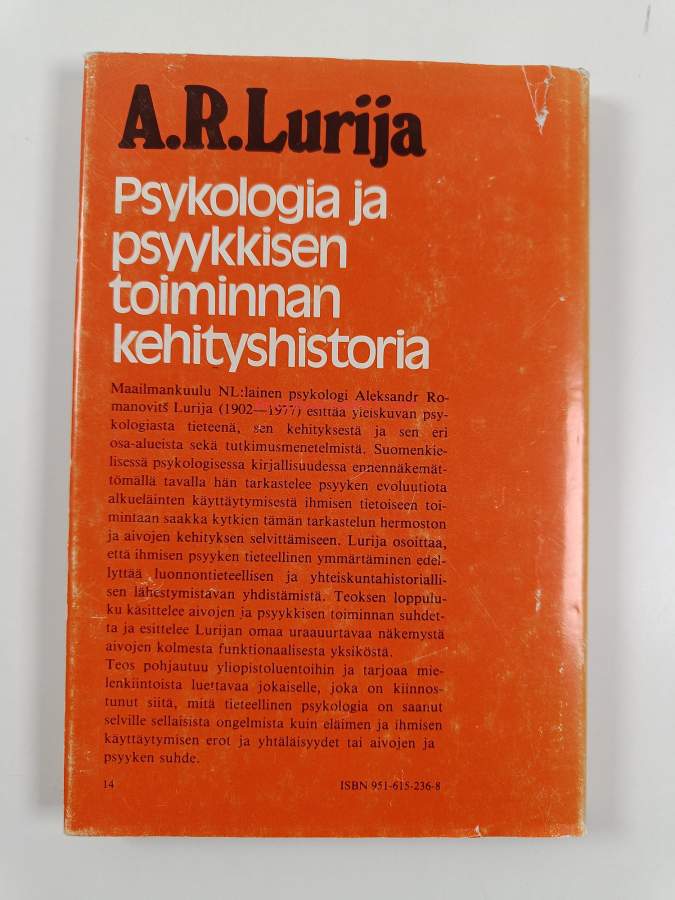 A.R.Lurija
Psykologia ja
psyykkisen
toiminnan
kehityshistoria
Maailmankuulu NL:lainen psykologi Aleksandr Ro-
manovitš Lurija (1902—1977) esittää yleiskuvan psy-
kologiasta tieteenä, sen kehityksestä ja sen eri
osa-alueista sekä tutkimusmenetelmistä. Suomenkie-
lisessä psykologisessa kirjallisuudessa ennennäkemät-
tömällä tavalla hän tarkastelee psyyken evoluutiota
alkueläinten käyttäytymisestä ihmisen tietoiseen toi-
mintaan saakka kytkien tämän tarkastelun hermoston
ja aivojen kehityksen selvittämiseen. Lurija osoittaa,
että ihmisen psyyken tieteellinen ymmärtäminen edel-
lyttää luonnontieteellisen ja yhteiskuntahistorialli-
sen lähestymistavan yhdistämistä. Teoksen loppulu-
ku käsittelee aivojen ja psyykkisen toiminnan suhdet-
ta ja esittelee Lurijan omaa uraauurtavaa näkemystä
aivojen kolmesta funktionaalisesta yksiköstä.
Teos pohjautuu yliopistoluentoihin ja tarjoaa mie-
lenkiintoista luettavaa jokaiselle, joka on kiinnos-
tunut siitä, mitä tieteellinen psykologia on saanut
selville sellaisista ongelmista kuin eläimen ja ihmisen
käyttäytymisen erot ja yhtäläisyydet tai aivojen ja
psyyken suhde.
14 ISBN 951-615-236-8